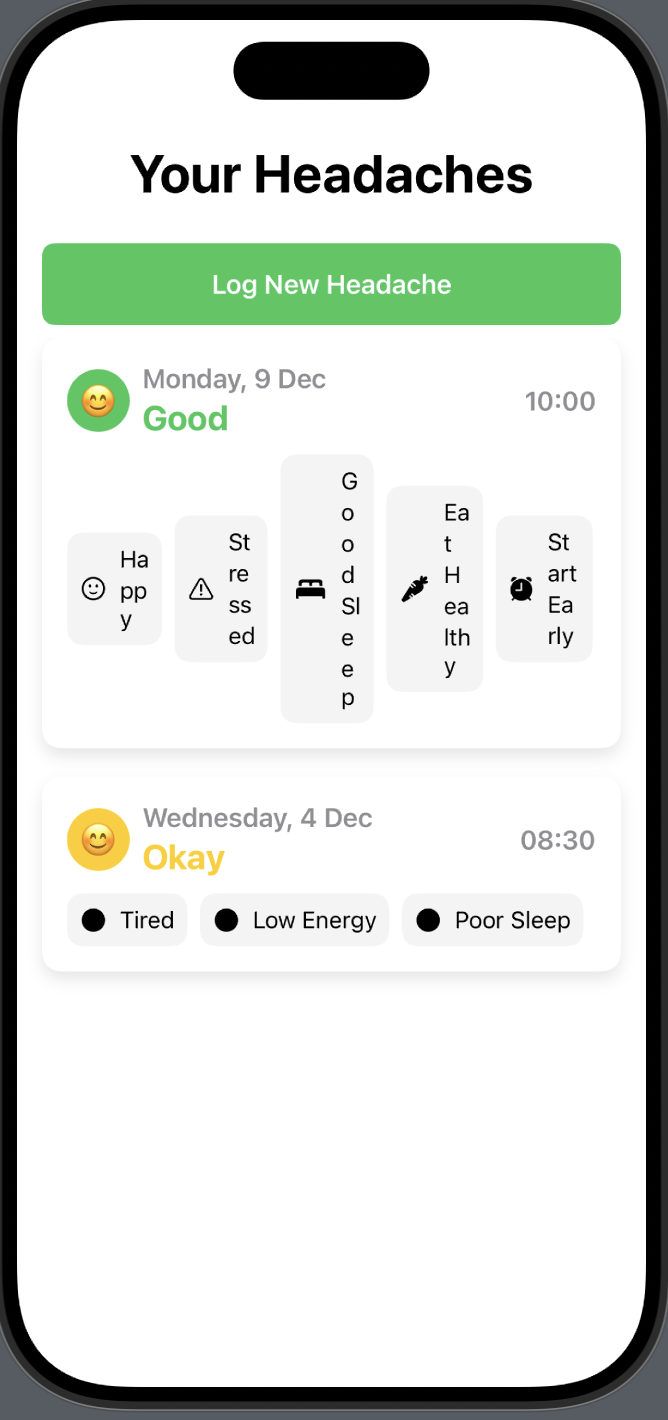 Your Headaches
Log New Headache
Monday, 9 Dec
Good
10:00
Ha
pp
y
St
re
ss
ed
G
o
o
d
Sl
e
e
p
Ea
t
H
ea
lth
y
St
art
Ea
rly
Wednesday, 4 Dec
Okay
08:30
Tired
Low Energy
Poor Sleep